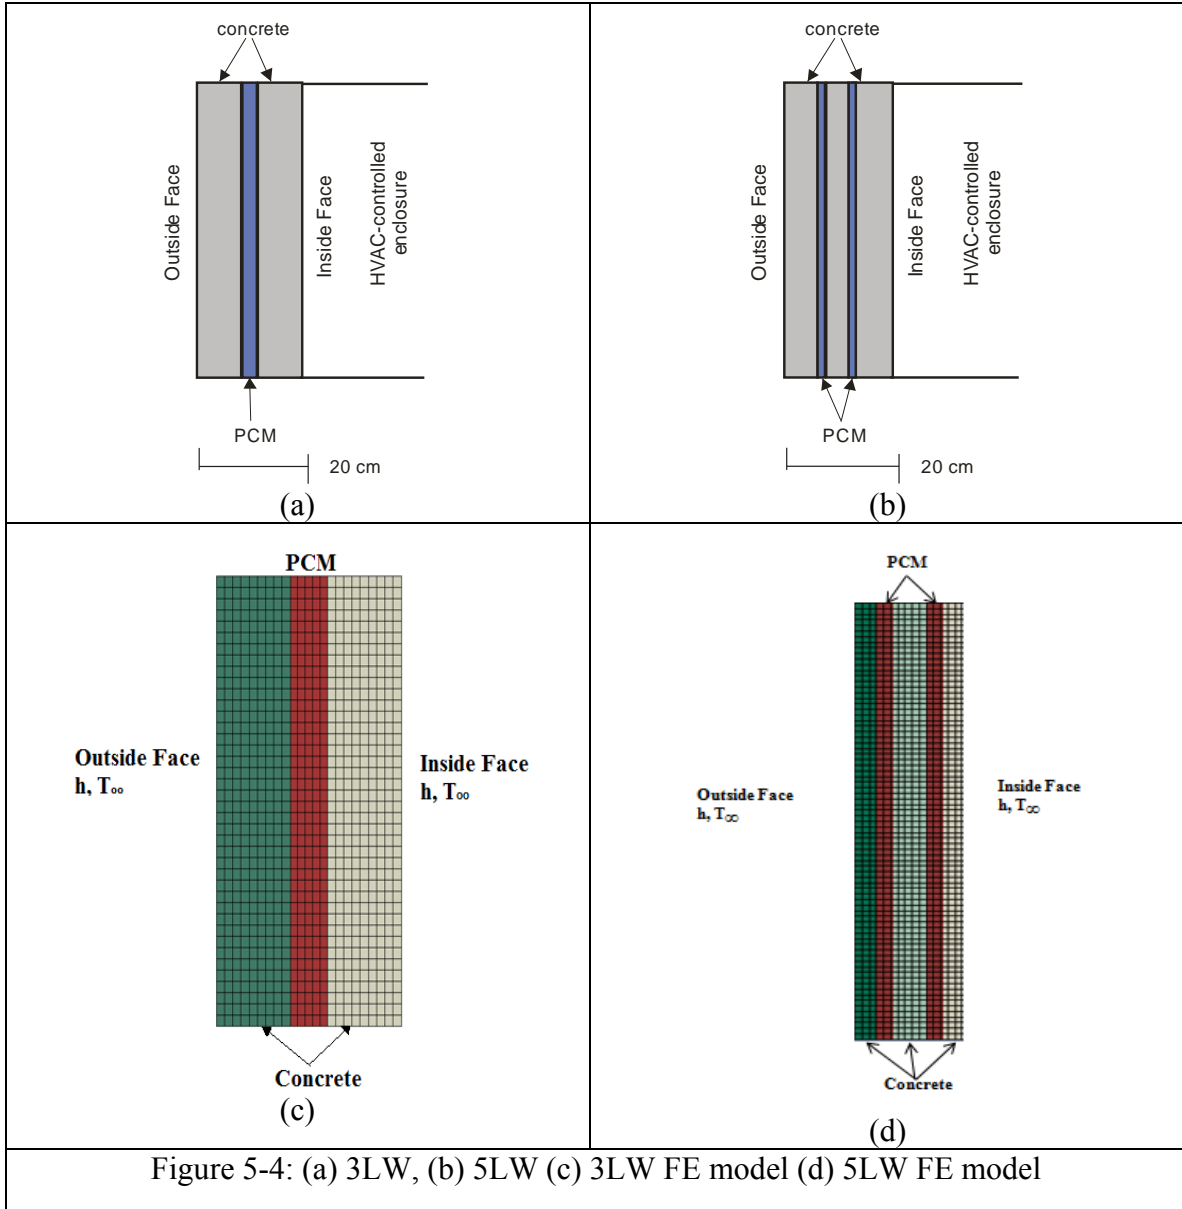 concrete
Outside Face
Inside Face
HVAC-controlled
enclosure
PCM
20 cm
(a)
concrete
Outside Face
Inside Face
HVAC-controlled
enclosure
PCM
20 cm
(b)
PCM
Outside Face
h, T∞
Inside Face
h, T∞
Concrete
(c)
PCM
Outside Face
h, T∞
Inside Face
h, T∞
Concrete
(d)
Figure 5-4: (a) 3LW, (b) 5LW (c) 3LW FE model (d) 5LW FE model